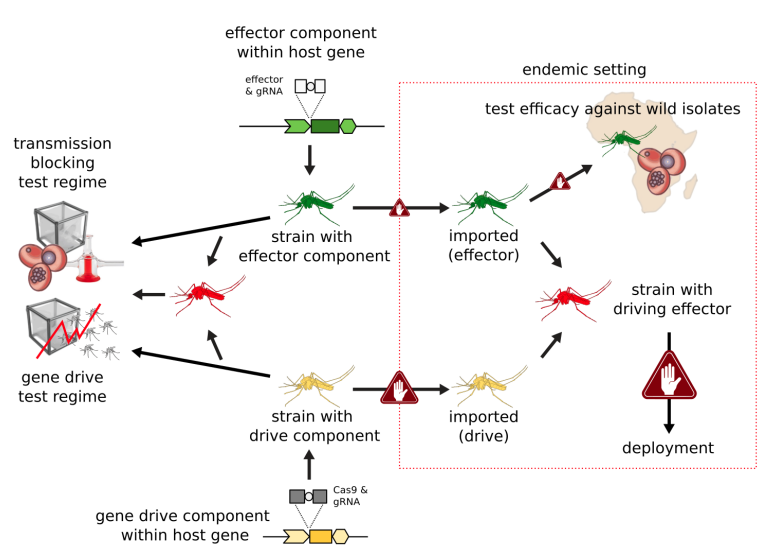 effector component
within host gene
effector
& gRNA
endemic setting
test efficacy against wild isolates
transmission
blocking
test regime
strain with
effector component
imported
(effector)
strain with
driving effector
gene drive
test regime
strain with
drive component
imported
(drive)
deployment
Cas9 &
gRNA
gene drive component
within host gene